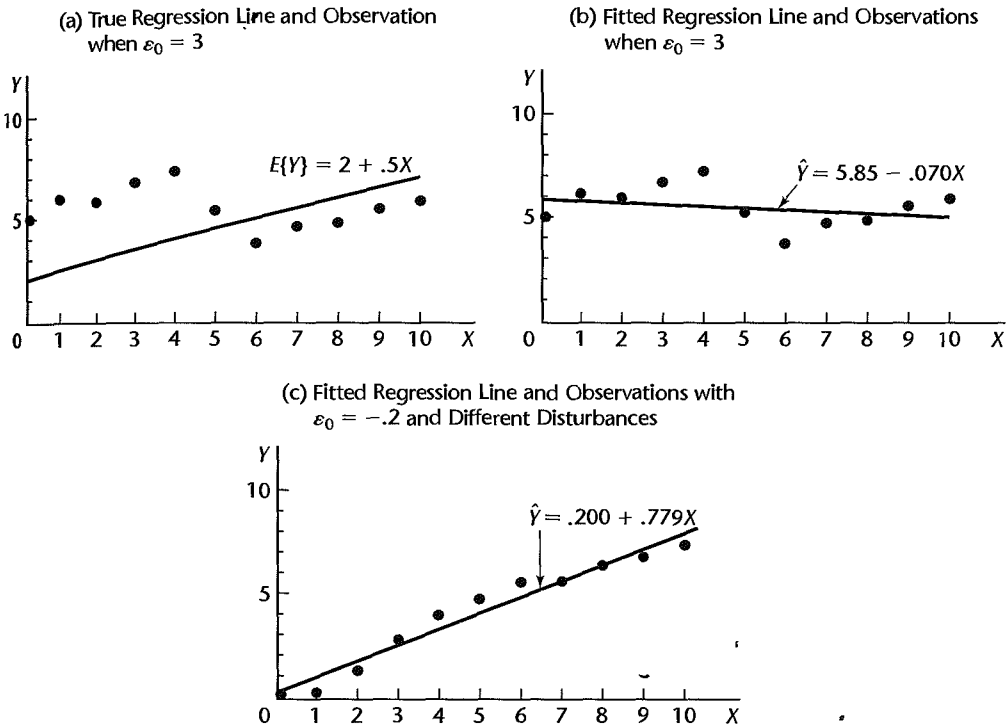 (a) True Regression Line and Observation
when ε₀ = 3
Y
10
5
0 1 2 3 4 5 6 7 8 9 10 X
E{Y} = 2 + .5X
(b) Fitted Regression Line and Observations
when ε₀ = 3
Y
10
5
0 1 2 3 4 5 6 7 8 9 10 X
Ŷ = 5.85 − .070X
(c) Fitted Regression Line and Observations with
ε₀ = −.2 and Different Disturbances
Y
10
5
0 1 2 3 4 5 6 7 8 9 10 X
Ŷ = .200 + .779X